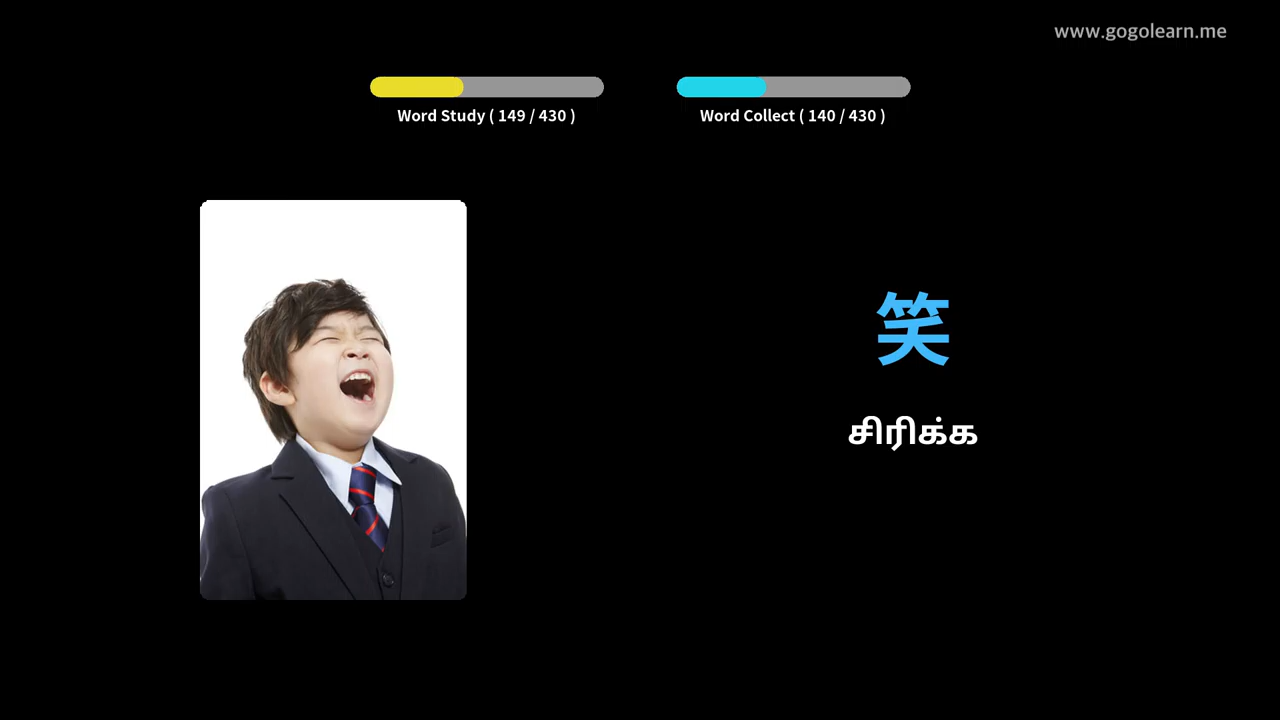 www.gogolearn.me
Word Study ( 149 / 430 )
Word Collect ( 140 / 430 )
笑
சிரிக்க